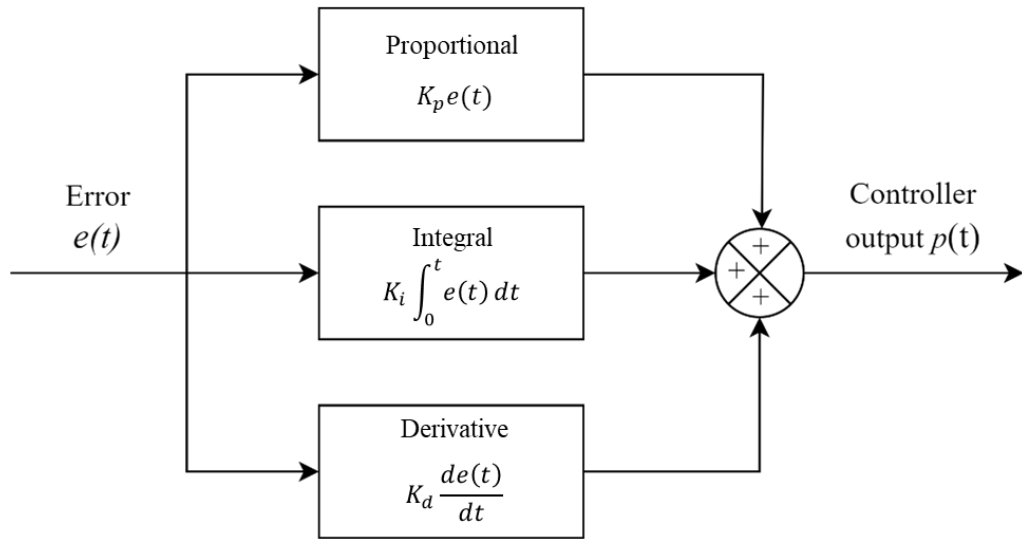 Proportional
K_p e(t)
Error
e(t)
Integral
K_i ∫_0^t e(t) dt
Controller
output p(t)
+
+
+
Derivative
K_d de(t)/dt